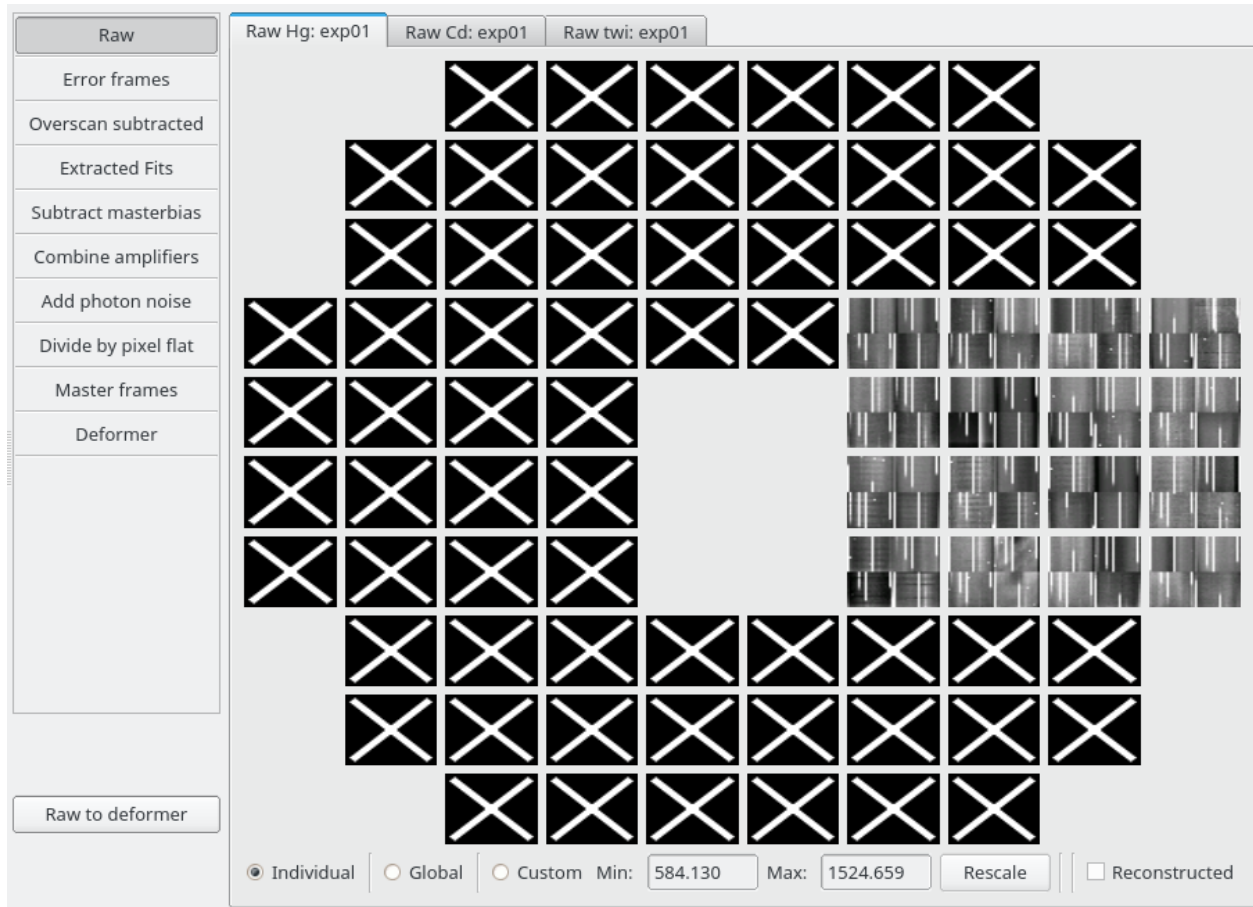 Raw
Error frames
Overscan subtracted
Extracted Fits
Subtract masterbias
Combine amplifiers
Add photon noise
Divide by pixel flat
Master frames
Deformer
Raw to deformer
Raw Hg: exp01 Raw Cd: exp01 Raw twi: exp01
Individual Global Custom Min: 584.130 Max: 1524.659 Rescale Reconstructed